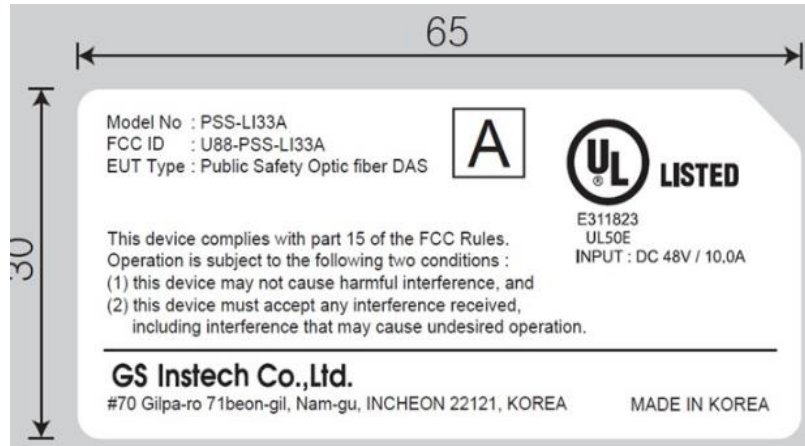 65
30
Model No : PSS-LI33A
FCC ID : U88-PSS-LI33A
EUT Type : Public Safety Optic fiber DAS
A
UL
®
LISTED
E311823
UL50E
INPUT : DC 48V / 10.0A
This device complies with part 15 of the FCC Rules.
Operation is subject to the following two conditions :
(1) this device may not cause harmful interference, and
(2) this device must accept any interference received,
including interference that may cause undesired operation.
GS Instech Co.,Ltd.
#70 Gilpa-ro 71beon-gil, Nam-gu, INCHEON 22121, KOREA MADE IN KOREA